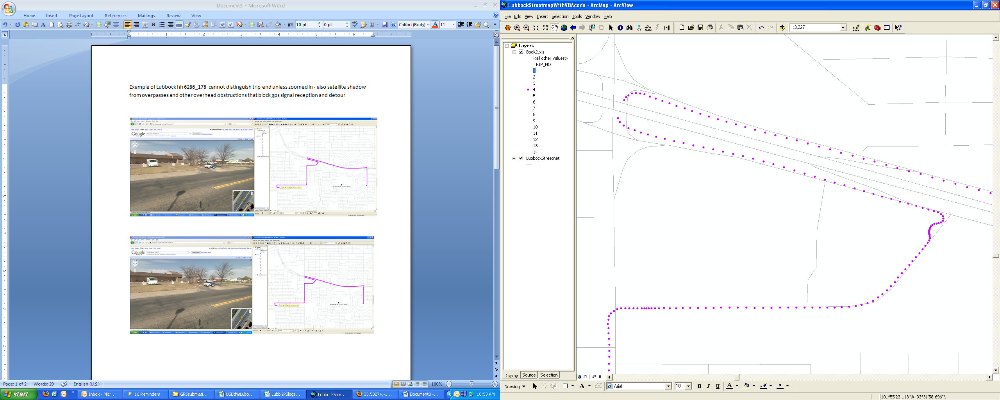 Document3 - Microsoft Word
Home Insert Page Layout References Mailings Review View
10 pt 0 pt Calibri (Body) 11
Example of Lubbock hh 6286_178 cannot distinguish trip end unless zoomed in - also satellite shadow
from overpasses and other overhead obstructions that block gps signal reception and detour
Google
Google
Page: 1 of 2 Words: 29 English (U.S.) 100%
start Inbox - Micr... 16 Reminders GPSsubmissi... USEthisLubb... LubbGPSlogs... LubbockStre... 33.53274,-1... Document3 -... 10:53 AM
LubbockStreetmapWithVBAcode - ArcMap - ArcView
File Edit View Insert Selection Tools Window Help
1:3,227
Layers
Book2.xls
<all other values>
TRIP_NO
1
2
3
4
5
6
7
8
9
10
11
12
13
14
LubbockStreetnet
Display Source Selection
Drawing Arial 10 B I U A
101°55'23.113"W 33°31'58.696"N